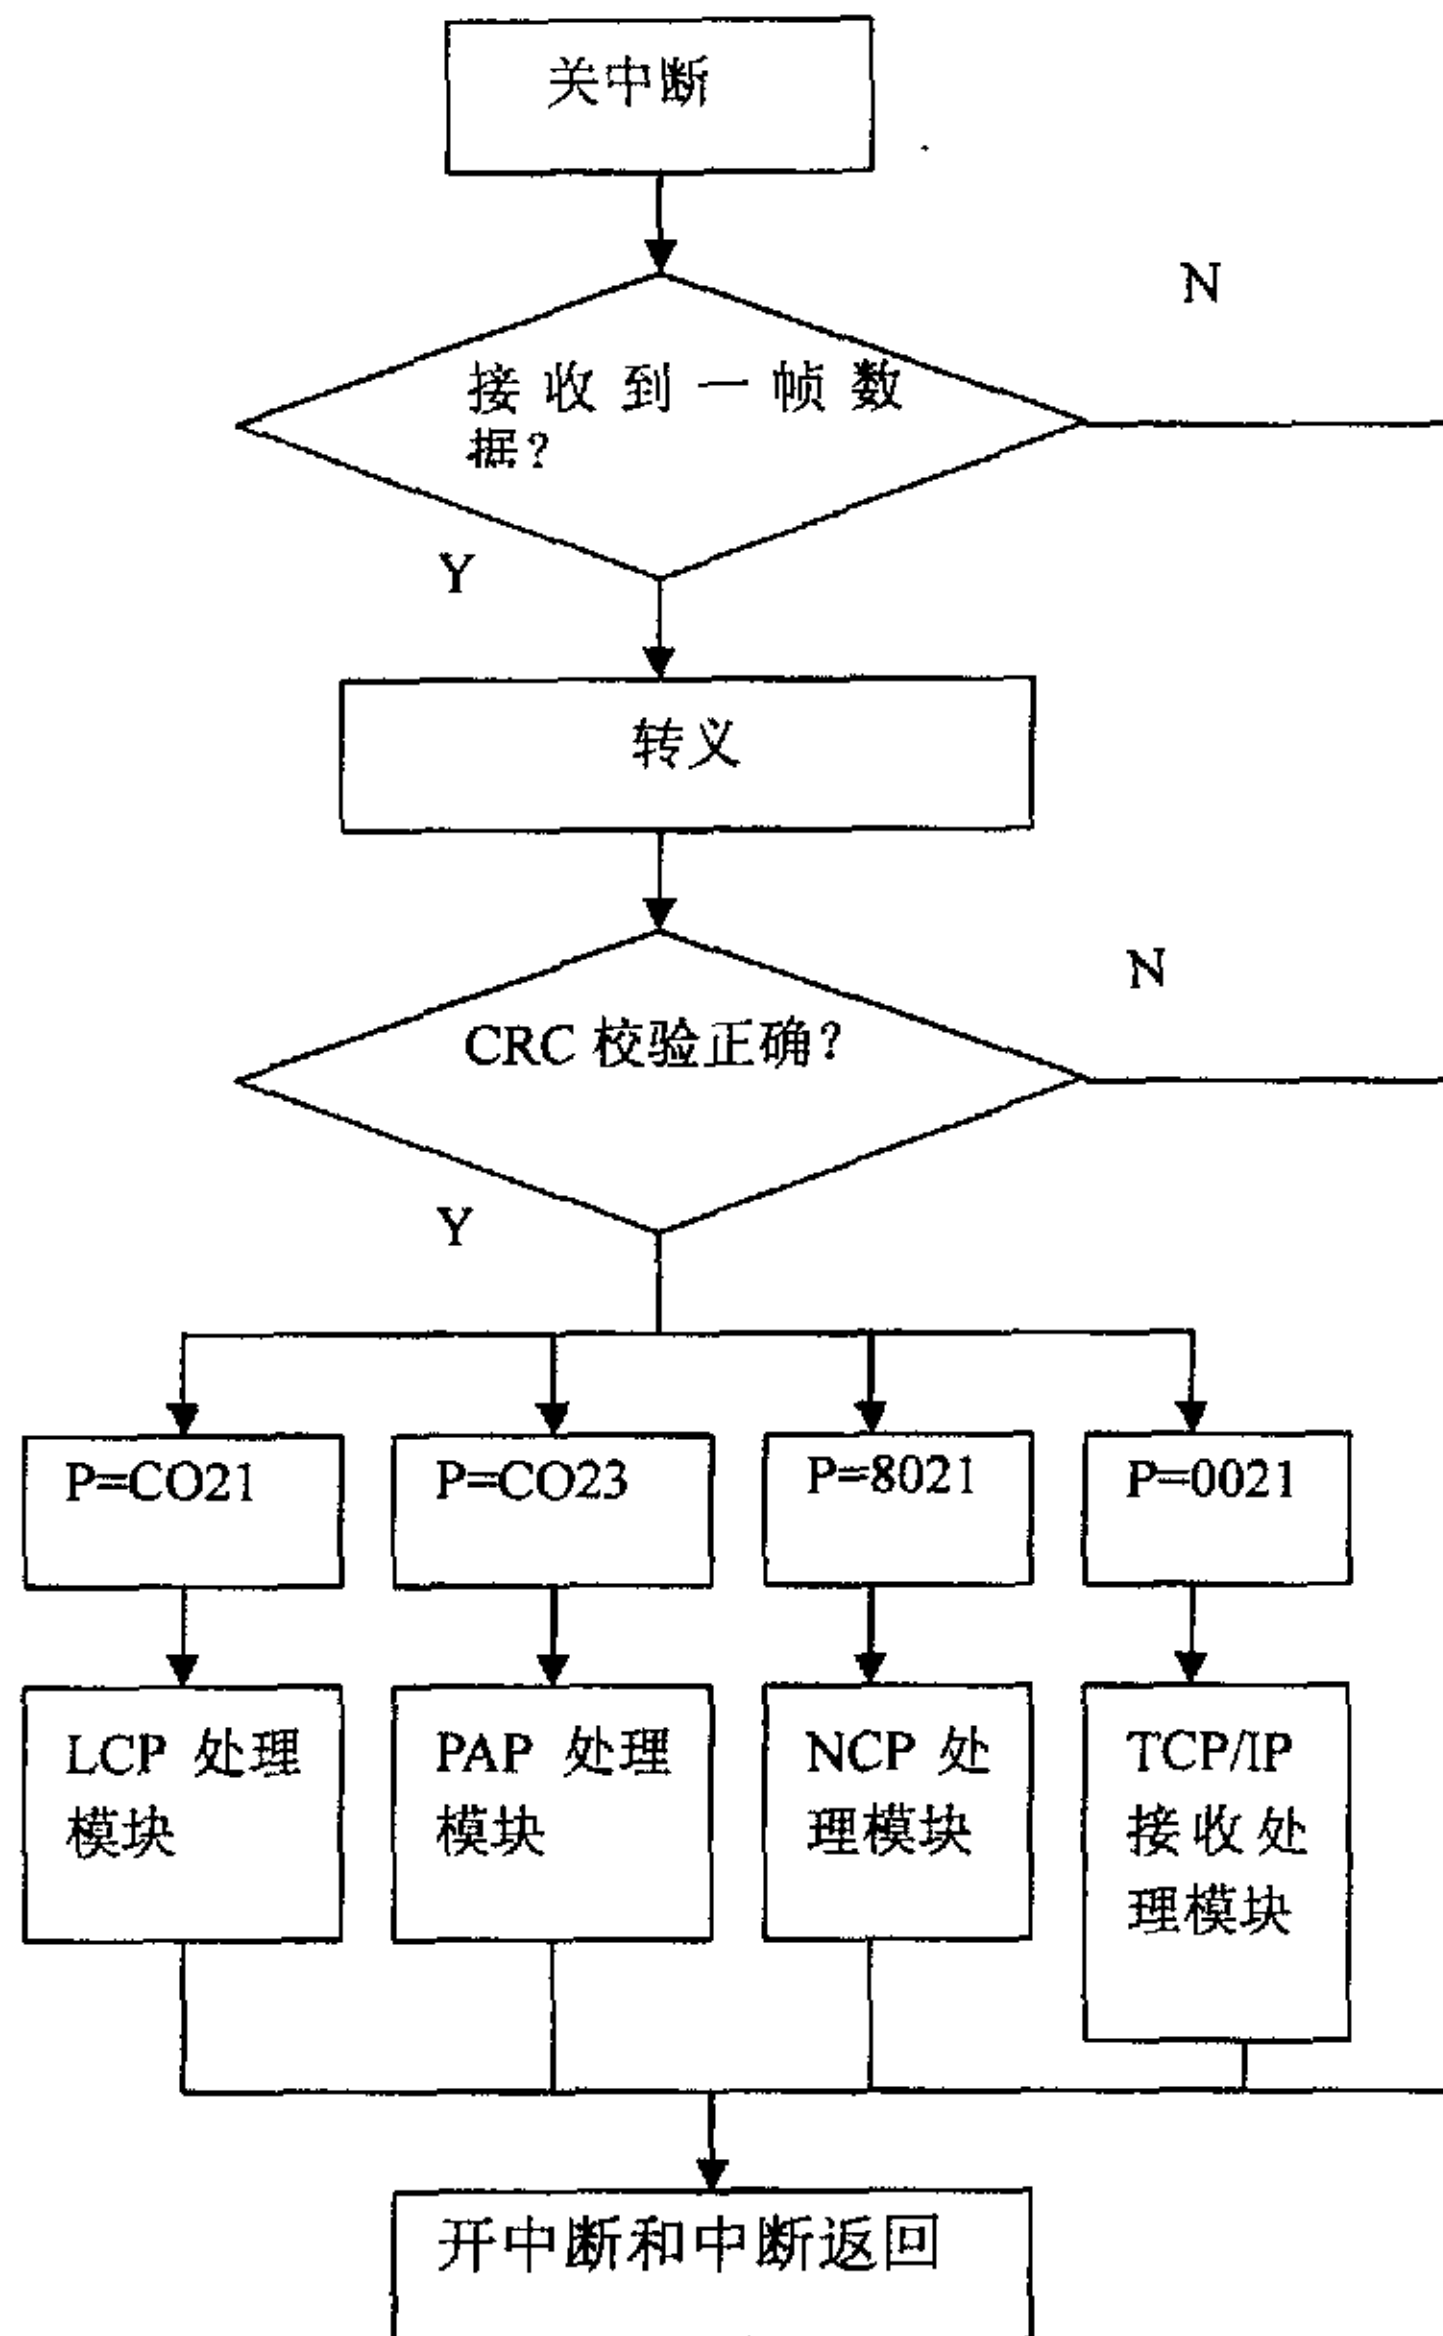 关中断
N
接收到一帧数
据?
Y
转义
N
CRC 校验正确?
Y
P=CO21
P=CO23
P=8021
P=0021
LCP 处理
模块
PAP 处理
模块
NCP 处
理模块
TCP/IP
接收处
理模块
开中断和中断返回